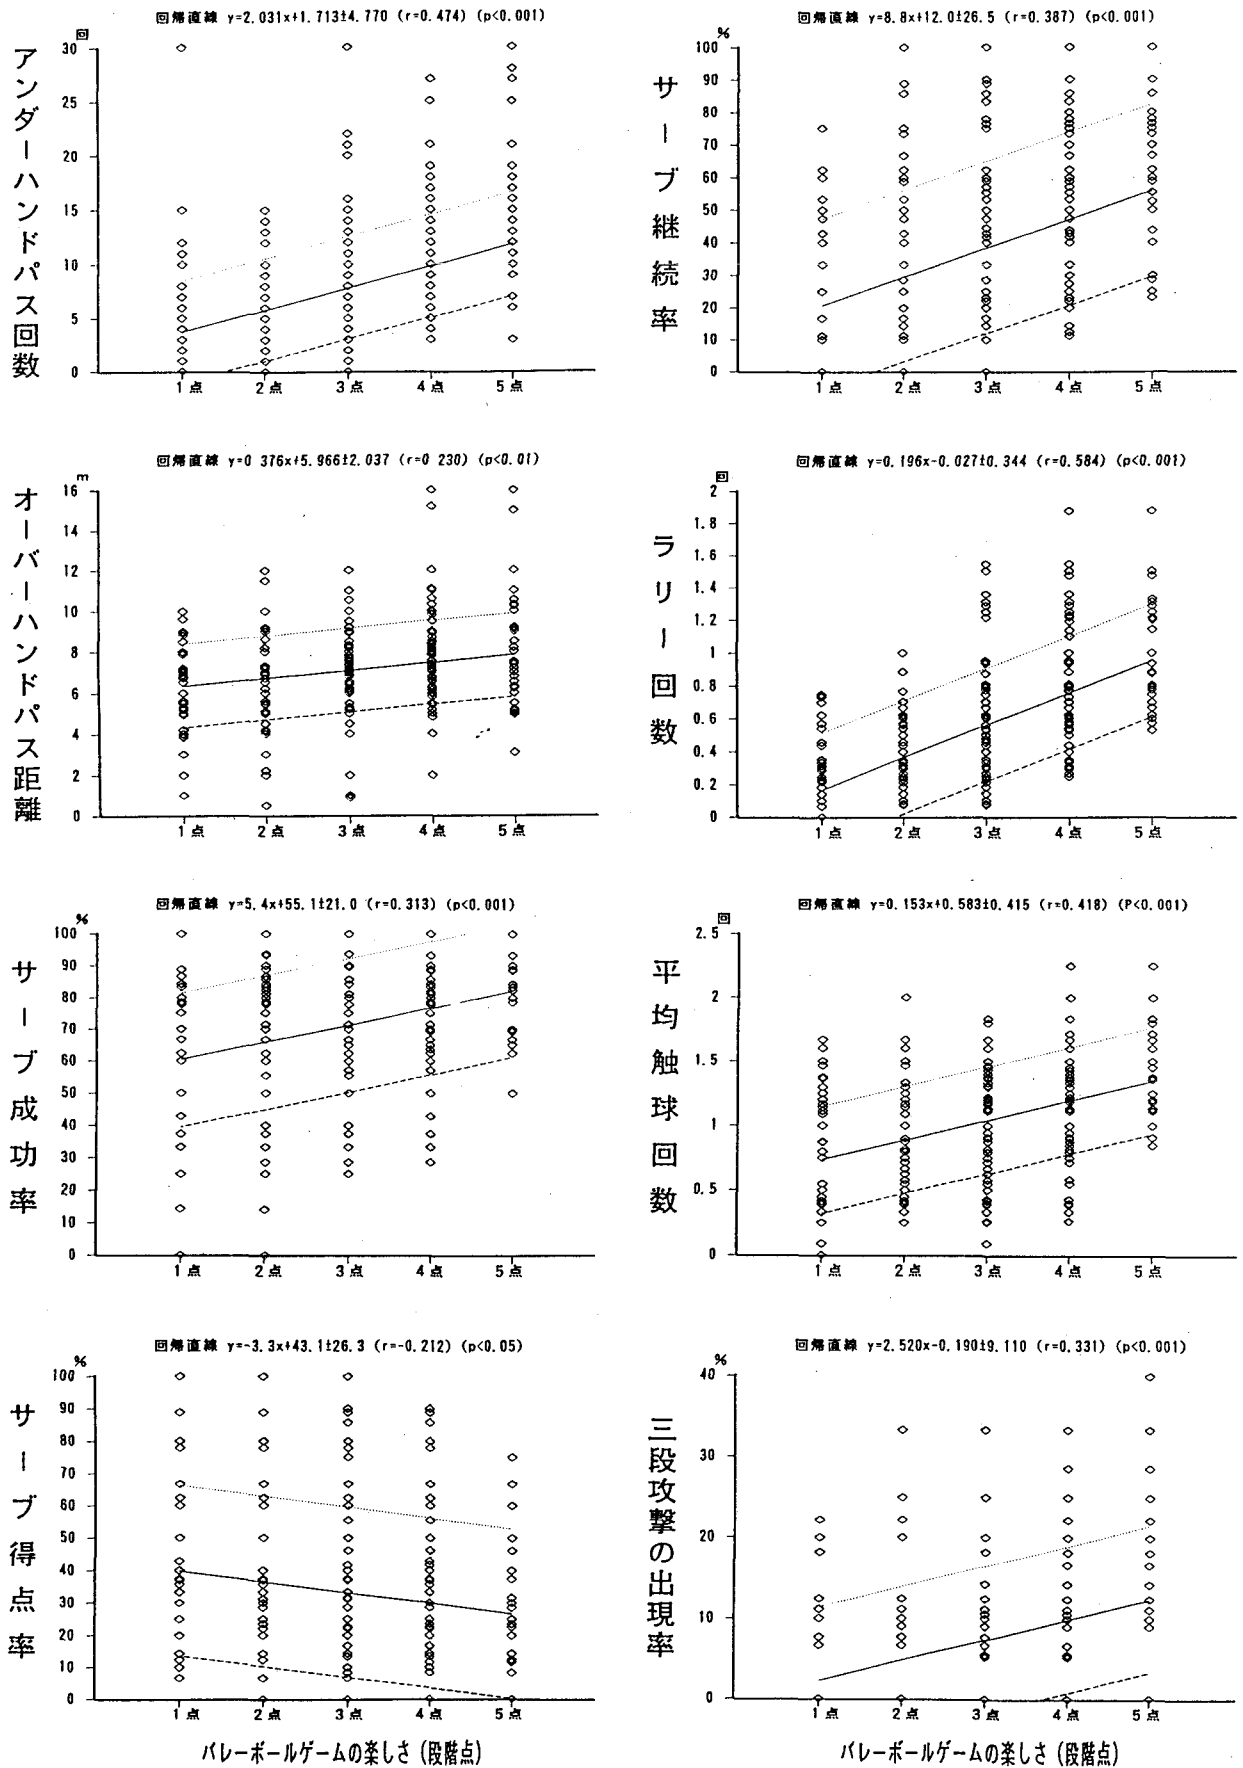 回帰直線 y=2.031x+1.713±4.770 (r=0.474) (p<0.001)
アンダーハンドパス回数
回
30
25
20
15
10
5
0
1点 2点 3点 4点 5点
回帰直線 y=8.8x+12.0±26.5 (r=0.387) (p<0.001)
サーブ継続率
%
100
90
80
70
60
50
40
30
20
10
0
1点 2点 3点 4点 5点
回帰直線 y=0 376x+5.966±2.037 (r=0 230) (p<0.01)
オーバーハンドパス距離
m
16
14
12
10
8
6
4
2
0
1点 2点 3点 4点 5点
回帰直線 y=0.196x-0.027±0.344 (r=0.584) (p<0.001)
ラリー回数
回
2
1.8
1.6
1.4
1.2
1
0.8
0.6
0.4
0.2
0
1点 2点 3点 4点 5点
回帰直線 y=5.4x+55.1±21.0 (r=0.313) (p<0.001)
サーブ成功率
%
100
90
80
70
60
50
40
30
20
10
0
1点 2点 3点 4点 5点
回帰直線 y=0.153x+0.583±0.415 (r=0.418) (P<0.001)
平均触球回数
回
2.5
2
1.5
1
0.5
0
1点 2点 3点 4点 5点
回帰直線 y=-3.3x+43.1±26.3 (r=-0.212) (p<0.05)
サーブ得点率
%
100
90
80
70
60
50
40
30
20
10
0
1点 2点 3点 4点 5点
バレーボールゲームの楽しさ(段階点)
回帰直線 y=2.520x-0.190±9.110 (r=0.331) (p<0.001)
三段攻撃の出現率
%
40
30
20
10
0
1点 2点 3点 4点 5点
バレーボールゲームの楽しさ(段階点)